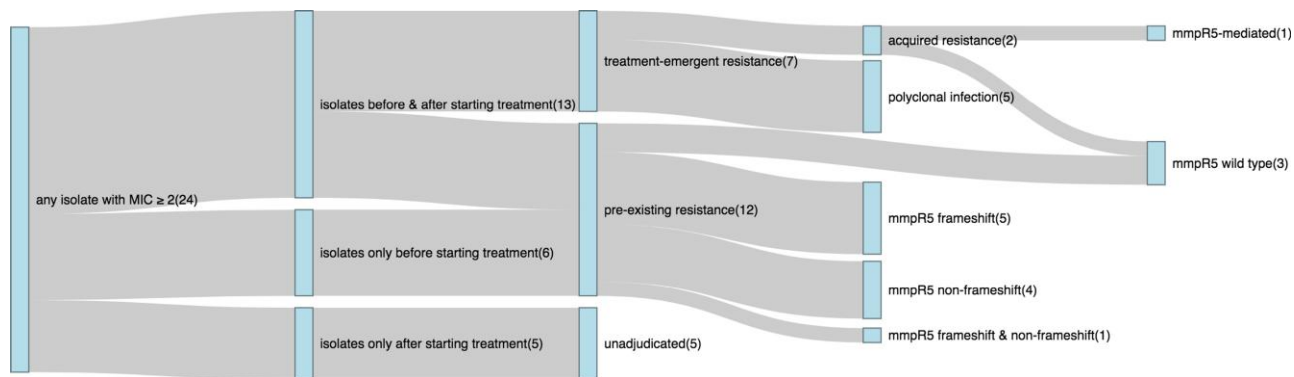 any isolate with MIC ≥ 2(24)
isolates before & after starting treatment(13)
isolates only before starting treatment(6)
isolates only after starting treatment(5)
treatment-emergent resistance(7)
pre-existing resistance(12)
unadjudicated(5)
acquired resistance(2)
polyclonal infection(5)
mmpR5 frameshift(5)
mmpR5 non-frameshift(4)
mmpR5 frameshift & non-frameshift(1)
mmpR5-mediated(1)
mmpR5 wild type(3)